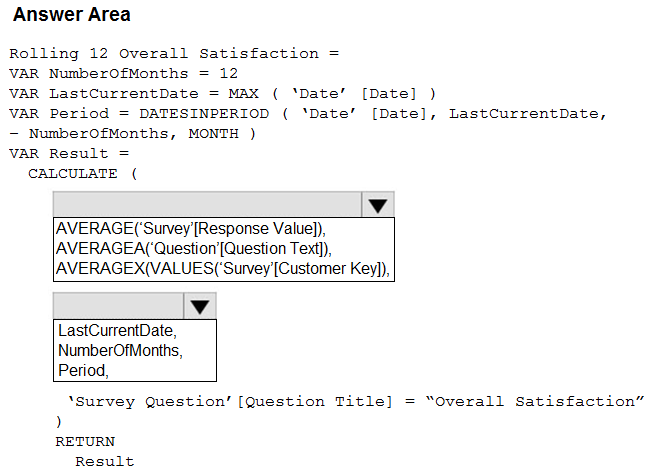 Answer Area
Rolling 12 Overall Satisfaction =
VAR NumberOfMonths = 12
VAR LastCurrentDate = MAX ( ‘Date’ [Date] )
VAR Period = DATESINPERIOD ( ‘Date’ [Date], LastCurrentDate,
– NumberOfMonths, MONTH )
VAR Result =
CALCULATE (
AVERAGE(‘Survey’[Response Value]),
AVERAGEA(‘Question’[Question Text]),
AVERAGEX(VALUES(‘Survey’[Customer Key]),
LastCurrentDate,
NumberOfMonths,
Period,
‘Survey Question’ [Question Title] = “Overall Satisfaction”
)
RETURN
Result